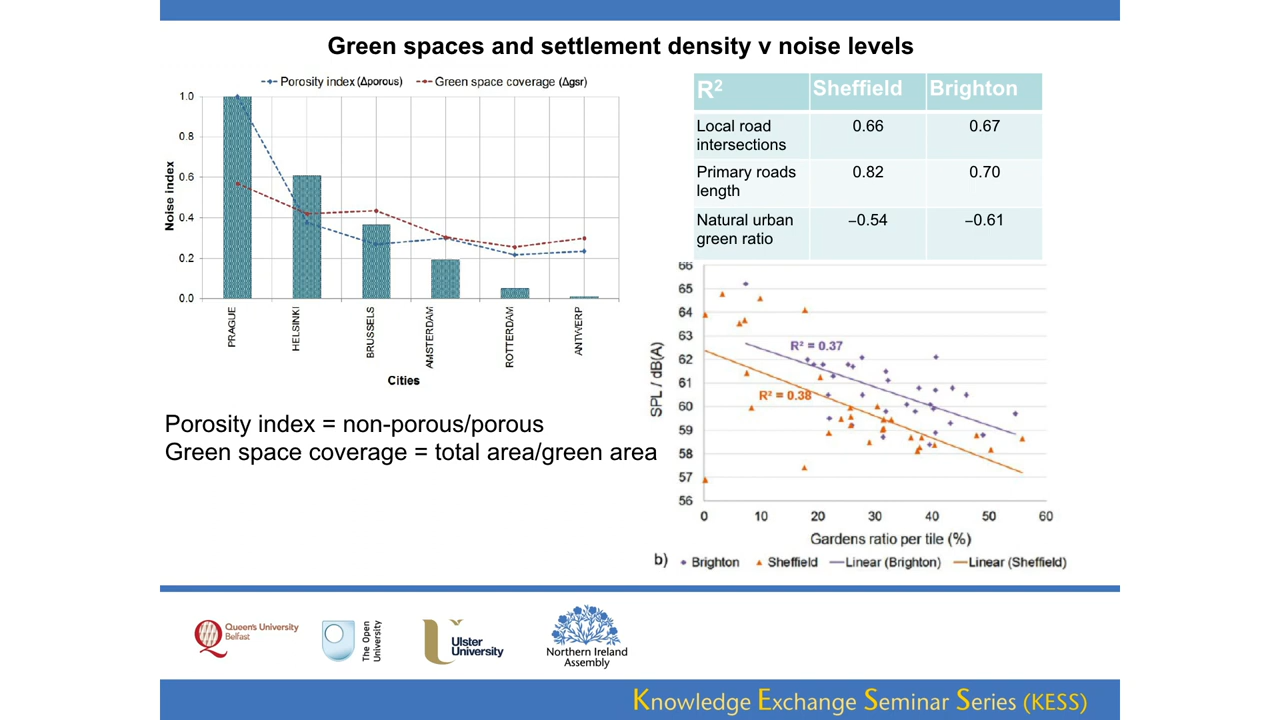 Green spaces and settlement density v noise levels
Porosity index (Δporous) Green space coverage (Δgsr)
1.0
0.8
0.6
0.4
0.2
0.0
Noise index
PRAGUE
HELSINKI
BRUSSELS
AMSTERDAM
ROTTERDAM
ANTWERP
Cities
Porosity index = non-porous/porous
Green space coverage = total area/green area
R² Sheffield Brighton
Local road intersections 0.66 0.67
Primary roads length 0.82 0.70
Natural urban green ratio –0.54 –0.61
66
65
64
63
62
61
60
59
58
57
56
SPL / dB(A)
R² = 0.37
R² = 0.38
0 10 20 30 40 50 60
Gardens ratio per tile (%)
b) Brighton Sheffield Linear (Brighton) Linear (Sheffield)
Queen's University
Belfast
The Open
University
Ulster
University
Northern Ireland
Assembly
Knowledge Exchange Seminar Series (KESS)